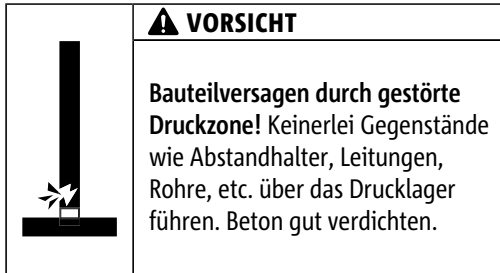 VORSICHT
Bauteilversagen durch gestörte
Druckzone! Keinerlei Gegenstände
wie Abstandhalter, Leitungen,
Rohre, etc. über das Drucklager
führen. Beton gut verdichten.